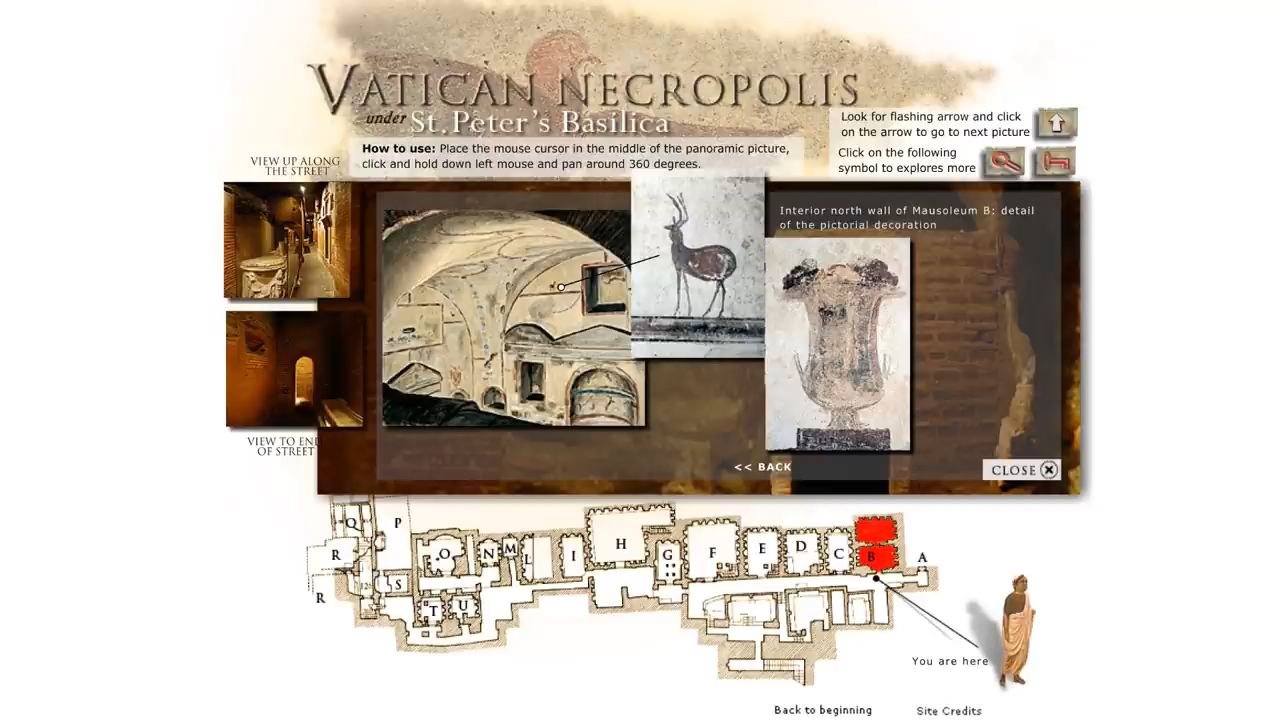 VATICAN NECROPOLIS
under St. Peter's Basilica
How to use: Place the mouse cursor in the middle of the panoramic picture,
click and hold down left mouse and pan around 360 degrees.
Look for flashing arrow and click
on the arrow to go to next picture
Click on the following
symbol to explores more
VIEW UP ALONG
THE STREET
Interior north wall of Mausoleum B: detail
of the pictorial decoration
VIEW TO END
OF STREET
<< BACK
CLOSE
Q
P
R
R
S
O
N
M
L
I
H
G
F
E
D
C
B
A
T
U
You are here
Back to beginning
Site Credits